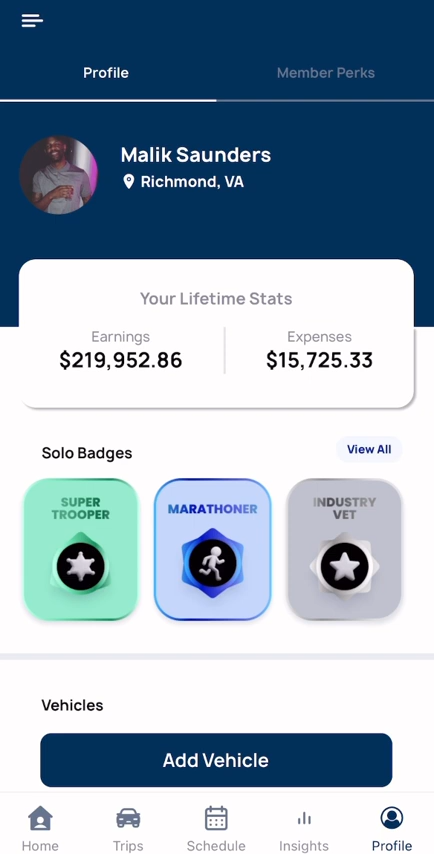 Profile
Member Perks
Malik Saunders
Richmond, VA
Your Lifetime Stats
Earnings
$219,952.86
Expenses
$15,725.33
Solo Badges
View All
SUPER
TROOPER
MARATHONER
INDUSTRY
VET
Vehicles
Add Vehicle
Home
Trips
Schedule
Insights
Profile